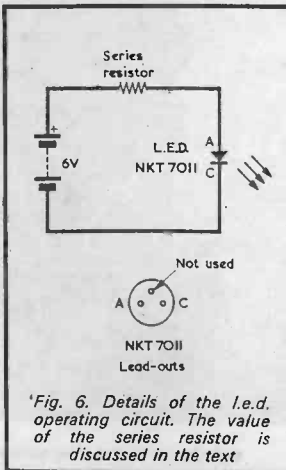 Series
resistor
+
6V
L.E.D.
NKT 7011
A
C
Not used
A
C
NKT 7011
Lead-outs
Fig. 6. Details of the l.e.d.
operating circuit. The value
of the series resistor is
discussed in the text